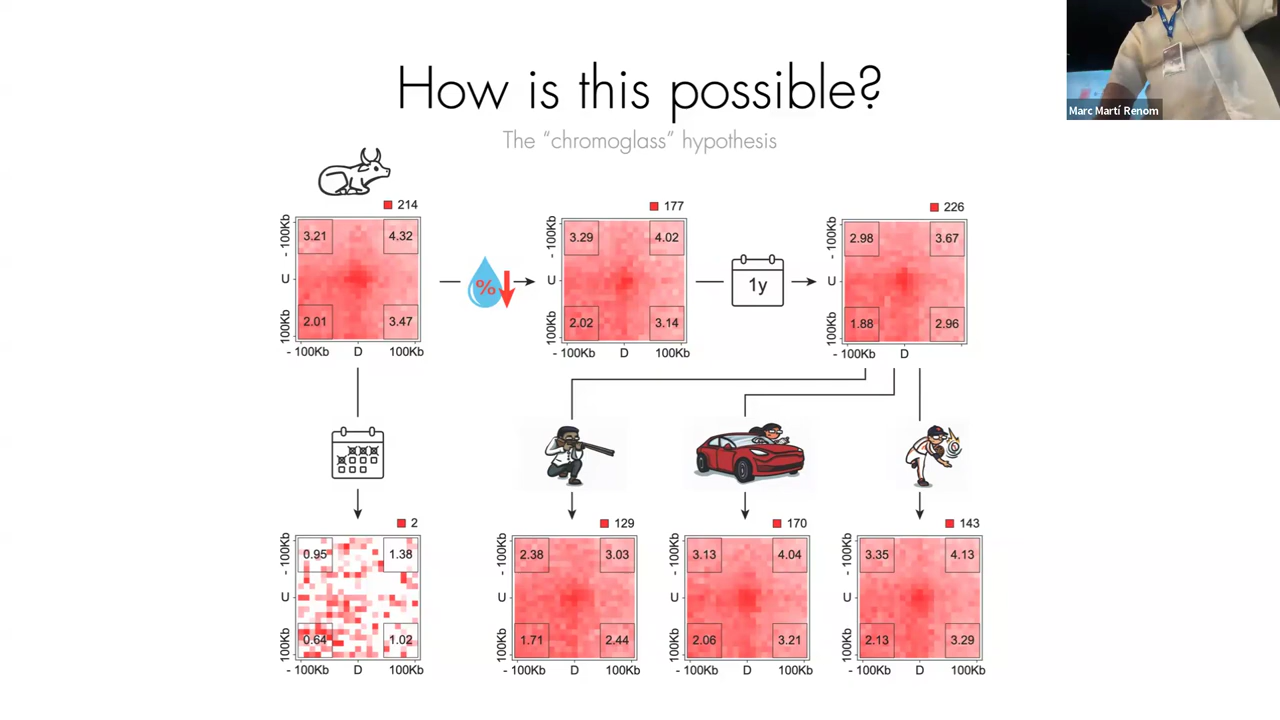 How is this possible?
The “chromoglass” hypothesis
Marc Martí Renom
214
- 100Kb
U
100Kb
3.21
4.32
2.01
3.47
- 100Kb D 100Kb
%
177
- 100Kb
U
100Kb
3.29
4.02
2.02
3.14
- 100Kb D 100Kb
1y
226
- 100Kb
U
100Kb
2.98
3.67
1.88
2.96
- 100Kb D 100Kb
2
- 100Kb
U
100Kb
0.95
1.38
0.64
1.02
- 100Kb D 100Kb
129
- 100Kb
U
100Kb
2.38
3.03
1.71
2.44
- 100Kb D 100Kb
170
- 100Kb
U
100Kb
3.13
4.04
2.06
3.21
- 100Kb D 100Kb
143
- 100Kb
U
100Kb
3.35
4.13
2.13
3.29
- 100Kb D 100Kb